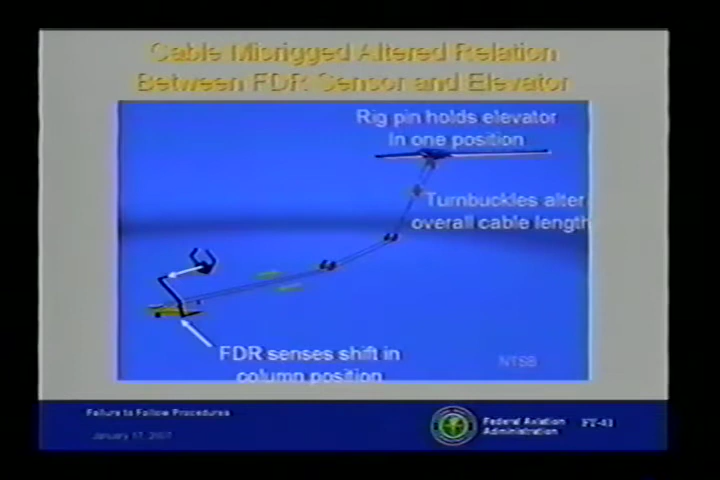 Cable Misrigged Altered Relation
Between FDR Sensor and Elevator
Rig pin holds elevator
in one position
Turnbuckles alter
overall cable length
FDR senses shift in
column position
NTSB
Failure to Follow Procedures
January 17, 2007
Federal Aviation
Administration
FT-41